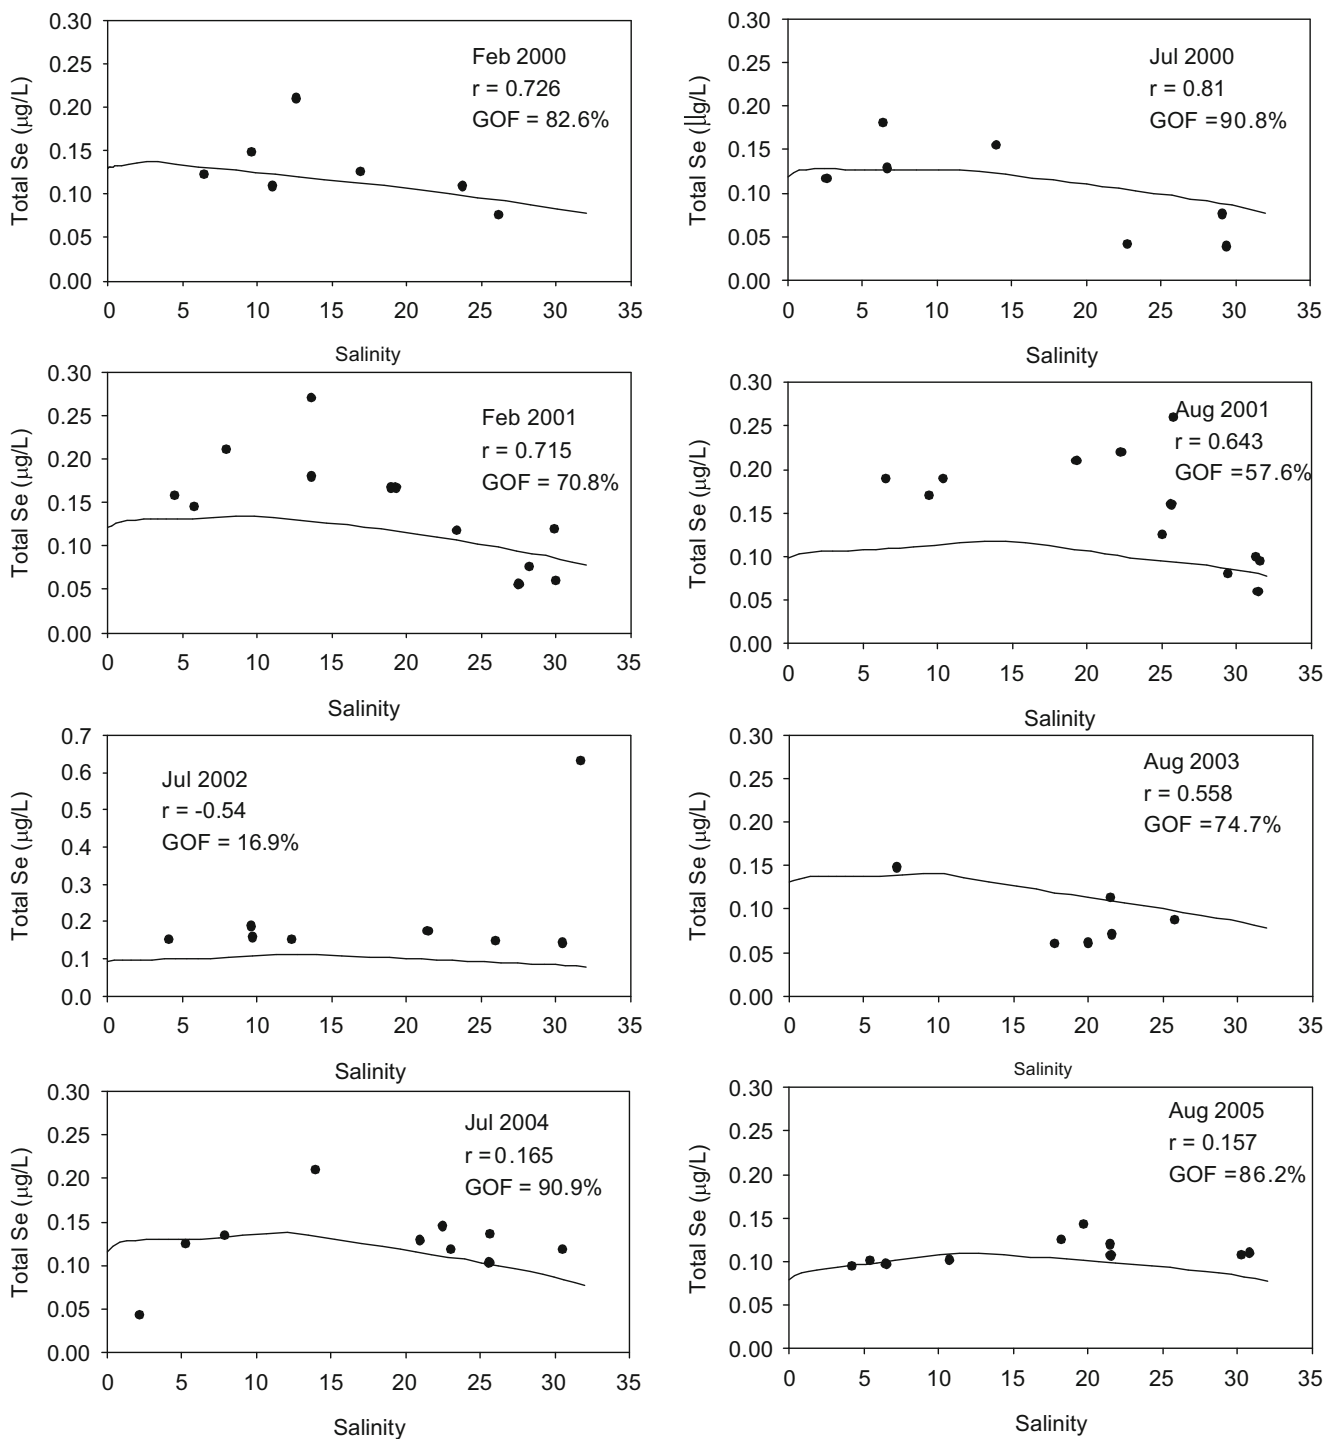 Feb 2000
r = 0.726
GOF = 82.6%
Total Se (µg/L)
0.30
0.25
0.20
0.15
0.10
0.05
0.00
0 5 10 15 20 25 30 35
Salinity
Jul 2000
r = 0.81
GOF =90.8%
Total Se (µg/L)
0.30
0.25
0.20
0.15
0.10
0.05
0.00
0 5 10 15 20 25 30 35
Salinity
Feb 2001
r = 0.715
GOF = 70.8%
Total Se (µg/L)
0.30
0.25
0.20
0.15
0.10
0.05
0.00
0 5 10 15 20 25 30 35
Salinity
Aug 2001
r = 0.643
GOF =57.6%
Total Se (µg/L)
0.30
0.25
0.20
0.15
0.10
0.05
0.00
0 5 10 15 20 25 30 35
Salinity
Jul 2002
r = -0.54
GOF = 16.9%
Total Se (µg/L)
0.7
0.6
0.5
0.4
0.3
0.2
0.1
0.0
0 5 10 15 20 25 30 35
Salinity
Aug 2003
r = 0.558
GOF =74.7%
Total Se (µg/L)
0.30
0.25
0.20
0.15
0.10
0.05
0.00
0 5 10 15 20 25 30 35
Salinity
Jul 2004
r =0.165
GOF = 90.9%
Total Se (µg/L)
0.30
0.25
0.20
0.15
0.10
0.05
0.00
0 5 10 15 20 25 30 35
Salinity
Aug 2005
r = 0.157
GOF =86.2%
Total Se (µg/L)
0.30
0.25
0.20
0.15
0.10
0.05
0.00
0 5 10 15 20 25 30 35
Salinity